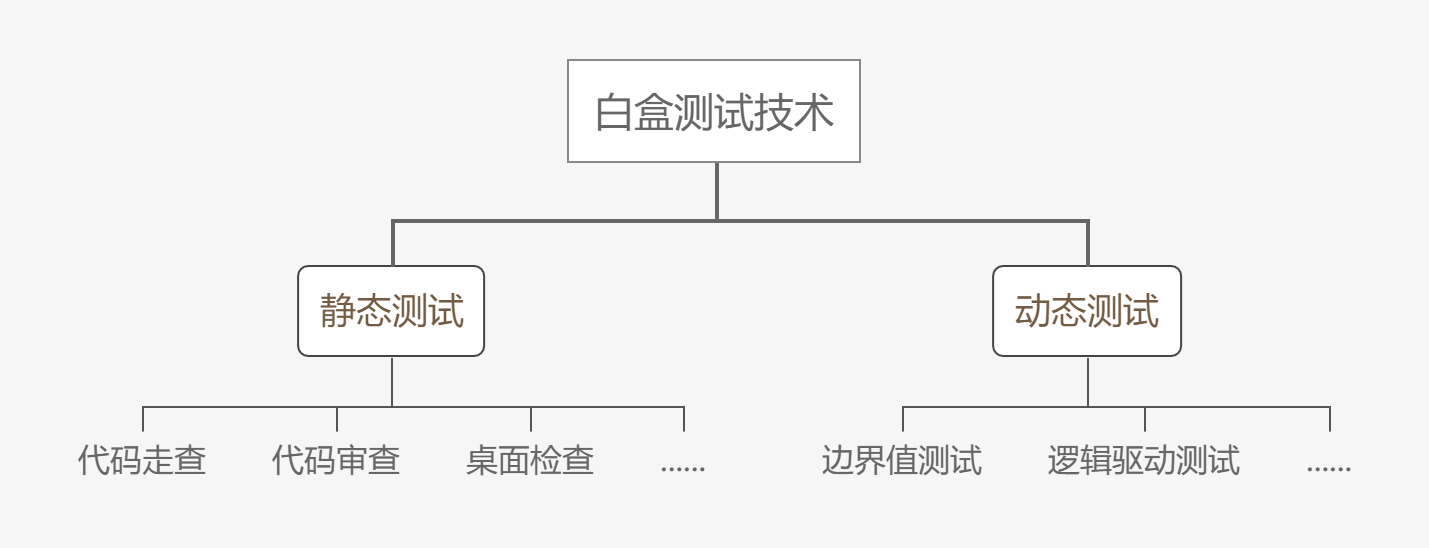 白盒测试技术
静态测试
动态测试
代码走查
代码审查
桌面检查
......
边界值测试
逻辑驱动测试
......